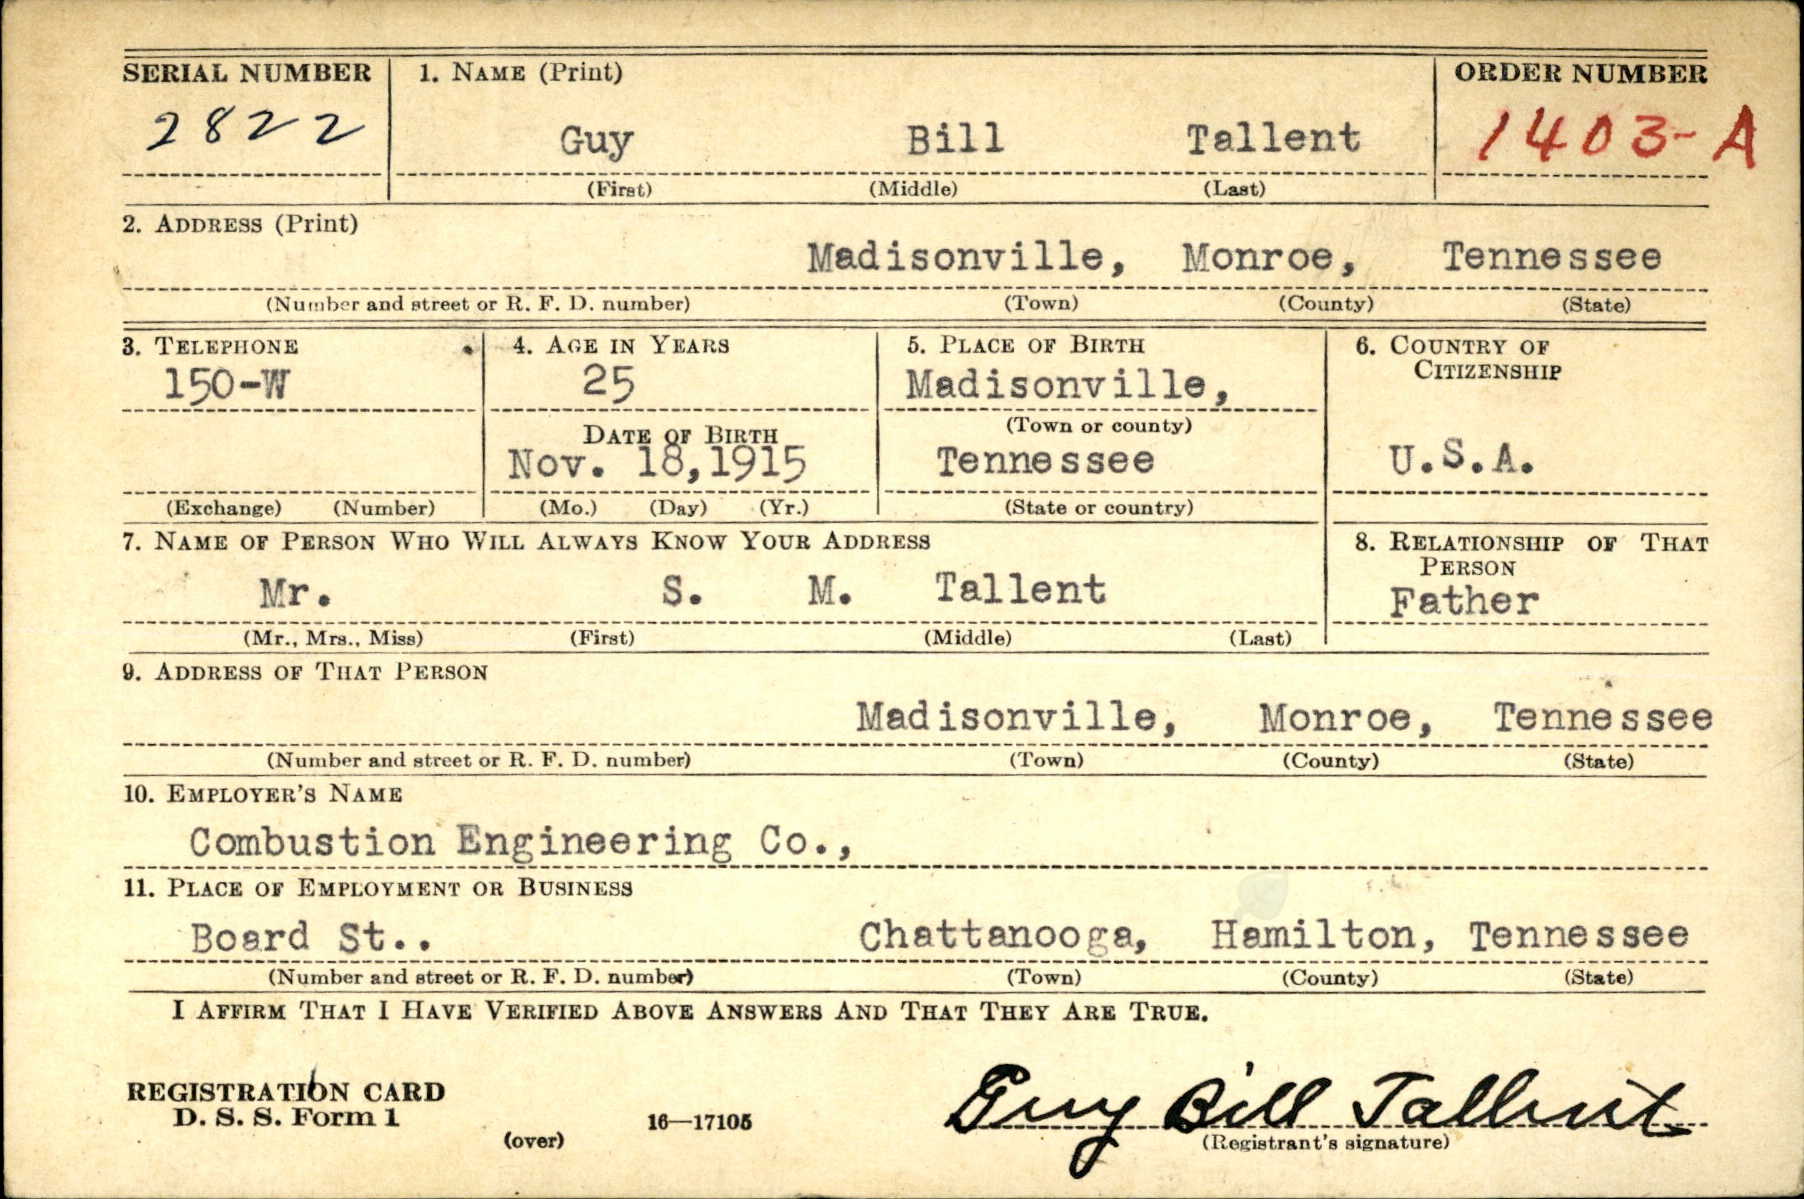 SERIAL NUMBER 1. NAME (Print) ORDER NUMBER
2822 Guy Bill Tallent 1403-A
(First) (Middle) (Last)
2. ADDRESS (Print)
Madisonville, Monroe, Tennessee
(Number and street or R. F. D. number) (Town) (County) (State)
3. TELEPHONE 4. AGE IN YEARS 5. PLACE OF BIRTH 6. COUNTRY OF CITIZENSHIP
150-W 25 Madisonville,
(Town or county)
DATE OF BIRTH
Nov. 18,1915 Tennessee U.S.A.
(Exchange) (Number) (Mo.) (Day) (Yr.) (State or country)
7. NAME OF PERSON WHO WILL ALWAYS KNOW YOUR ADDRESS 8. RELATIONSHIP OF THAT PERSON
Mr. S. M. Tallent Father
(Mr., Mrs., Miss) (First) (Middle) (Last)
9. ADDRESS OF THAT PERSON
Madisonville, Monroe, Tennessee
(Number and street or R. F. D. number) (Town) (County) (State)
10. EMPLOYER'S NAME
Combustion Engineering Co.,
11. PLACE OF EMPLOYMENT OR BUSINESS
Board St.. Chattanooga, Hamilton, Tennessee
(Number and street or R. F. D. number) (Town) (County) (State)
I AFFIRM THAT I HAVE VERIFIED ABOVE ANSWERS AND THAT THEY ARE TRUE.
REGISTRATION CARD
D. S. S. Form 1 16—17105 Guy Bill Tallent
(over) (Registrant's signature)